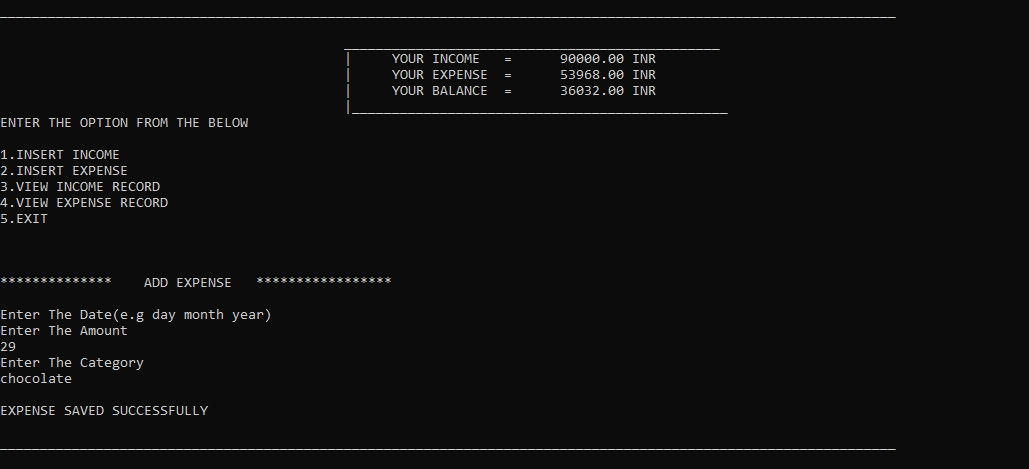 YOUR INCOME = 90000.00 INR
YOUR EXPENSE = 53968.00 INR
YOUR BALANCE = 36032.00 INR
ENTER THE OPTION FROM THE BELOW
1.INSERT INCOME
2.INSERT EXPENSE
3.VIEW INCOME RECORD
4.VIEW EXPENSE RECORD
5.EXIT
************** ADD EXPENSE *****************
Enter The Date(e.g day month year)
Enter The Amount
29
Enter The Category
chocolate
EXPENSE SAVED SUCCESSFULLY